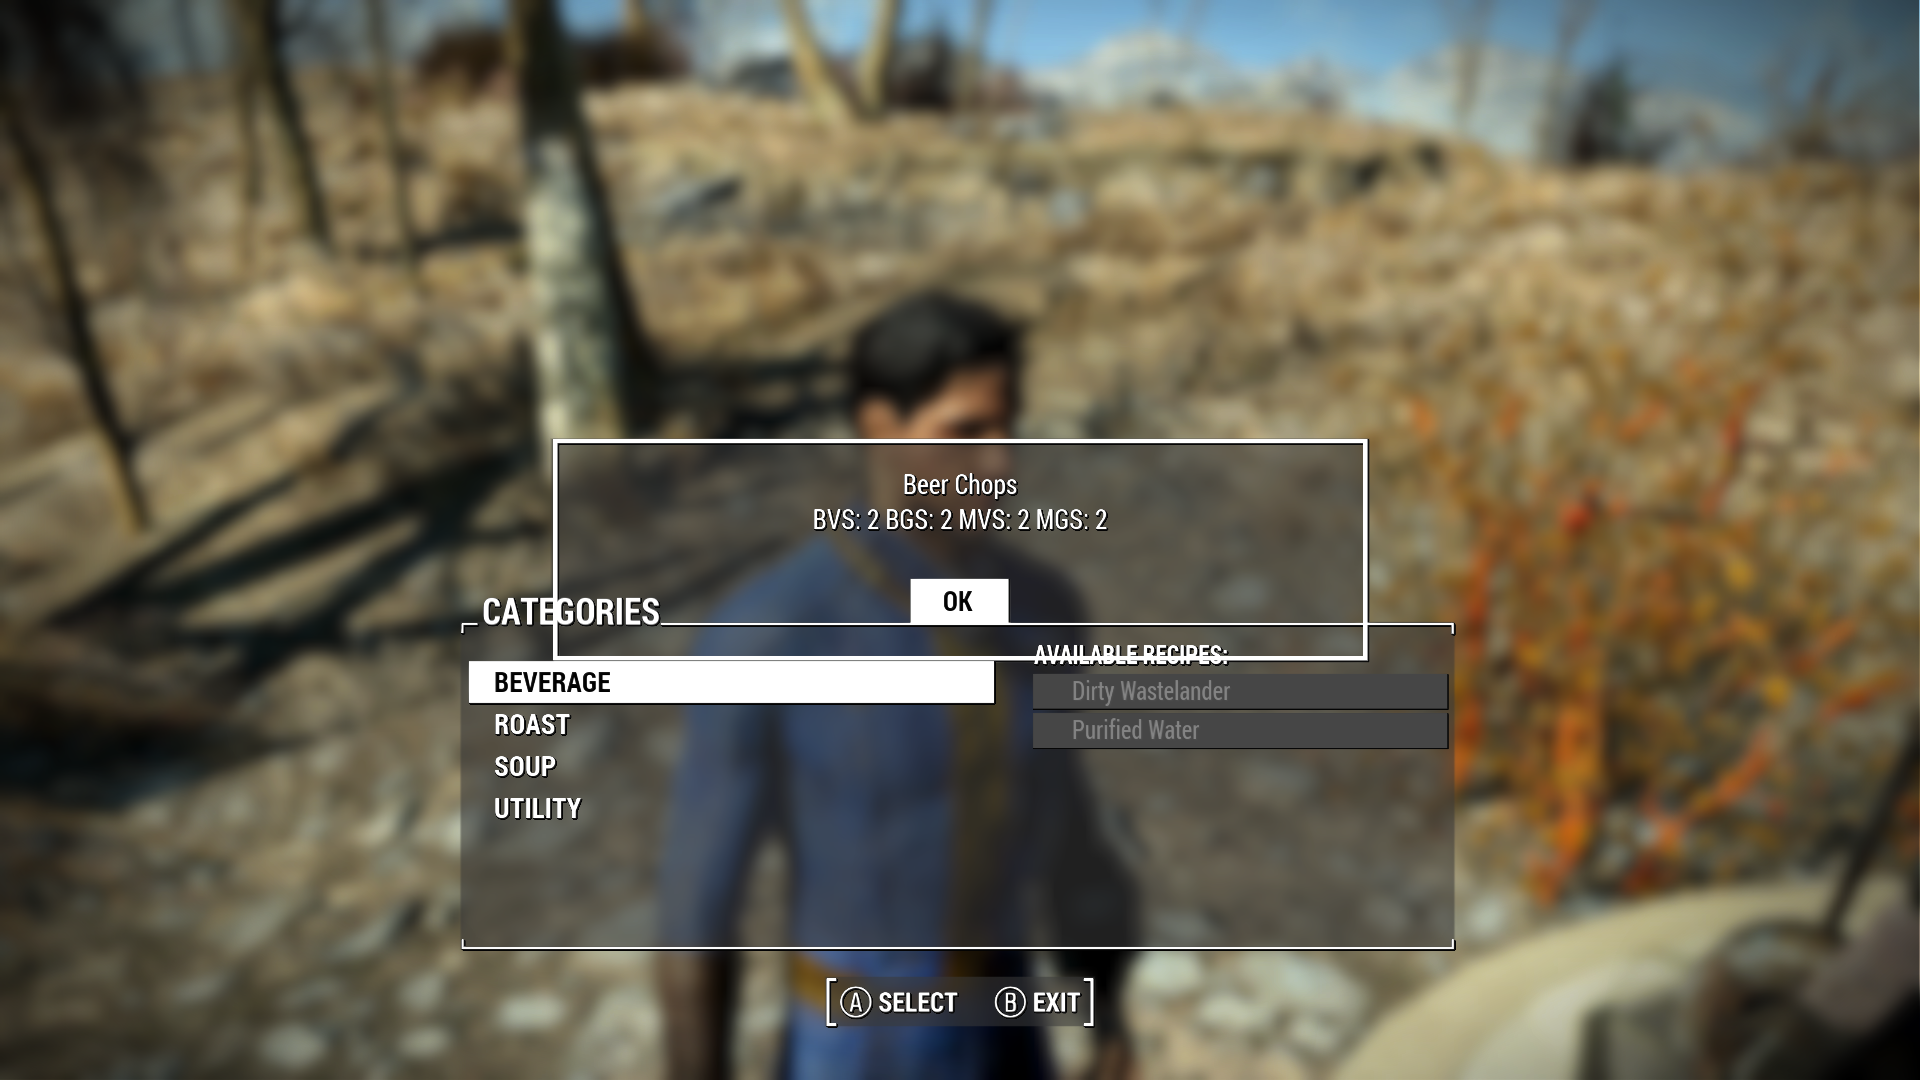 Beer Chops
BVS: 2 BGS: 2 MVS: 2 MGS: 2
OK
CATEGORIES
BEVERAGE
ROAST
SOUP
UTILITY
AVAILABLE RECIPES:
Dirty Wastelander
Purified Water
A SELECT B EXIT